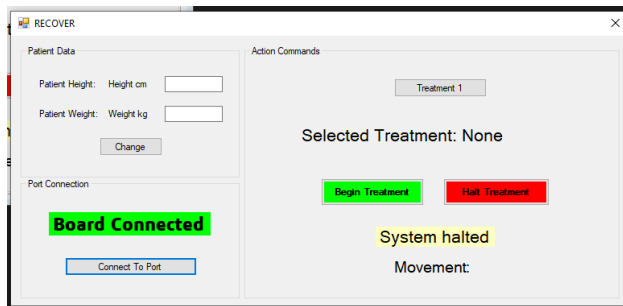 RECOVER
Patient Data
Patient Height: Height cm
Patient Weight: Weight kg
Change
Port Connection
Board Connected
Connect To Port
Action Commands
Treatment 1
Selected Treatment: None
Begin Treatment Halt Treatment
System halted
Movement: